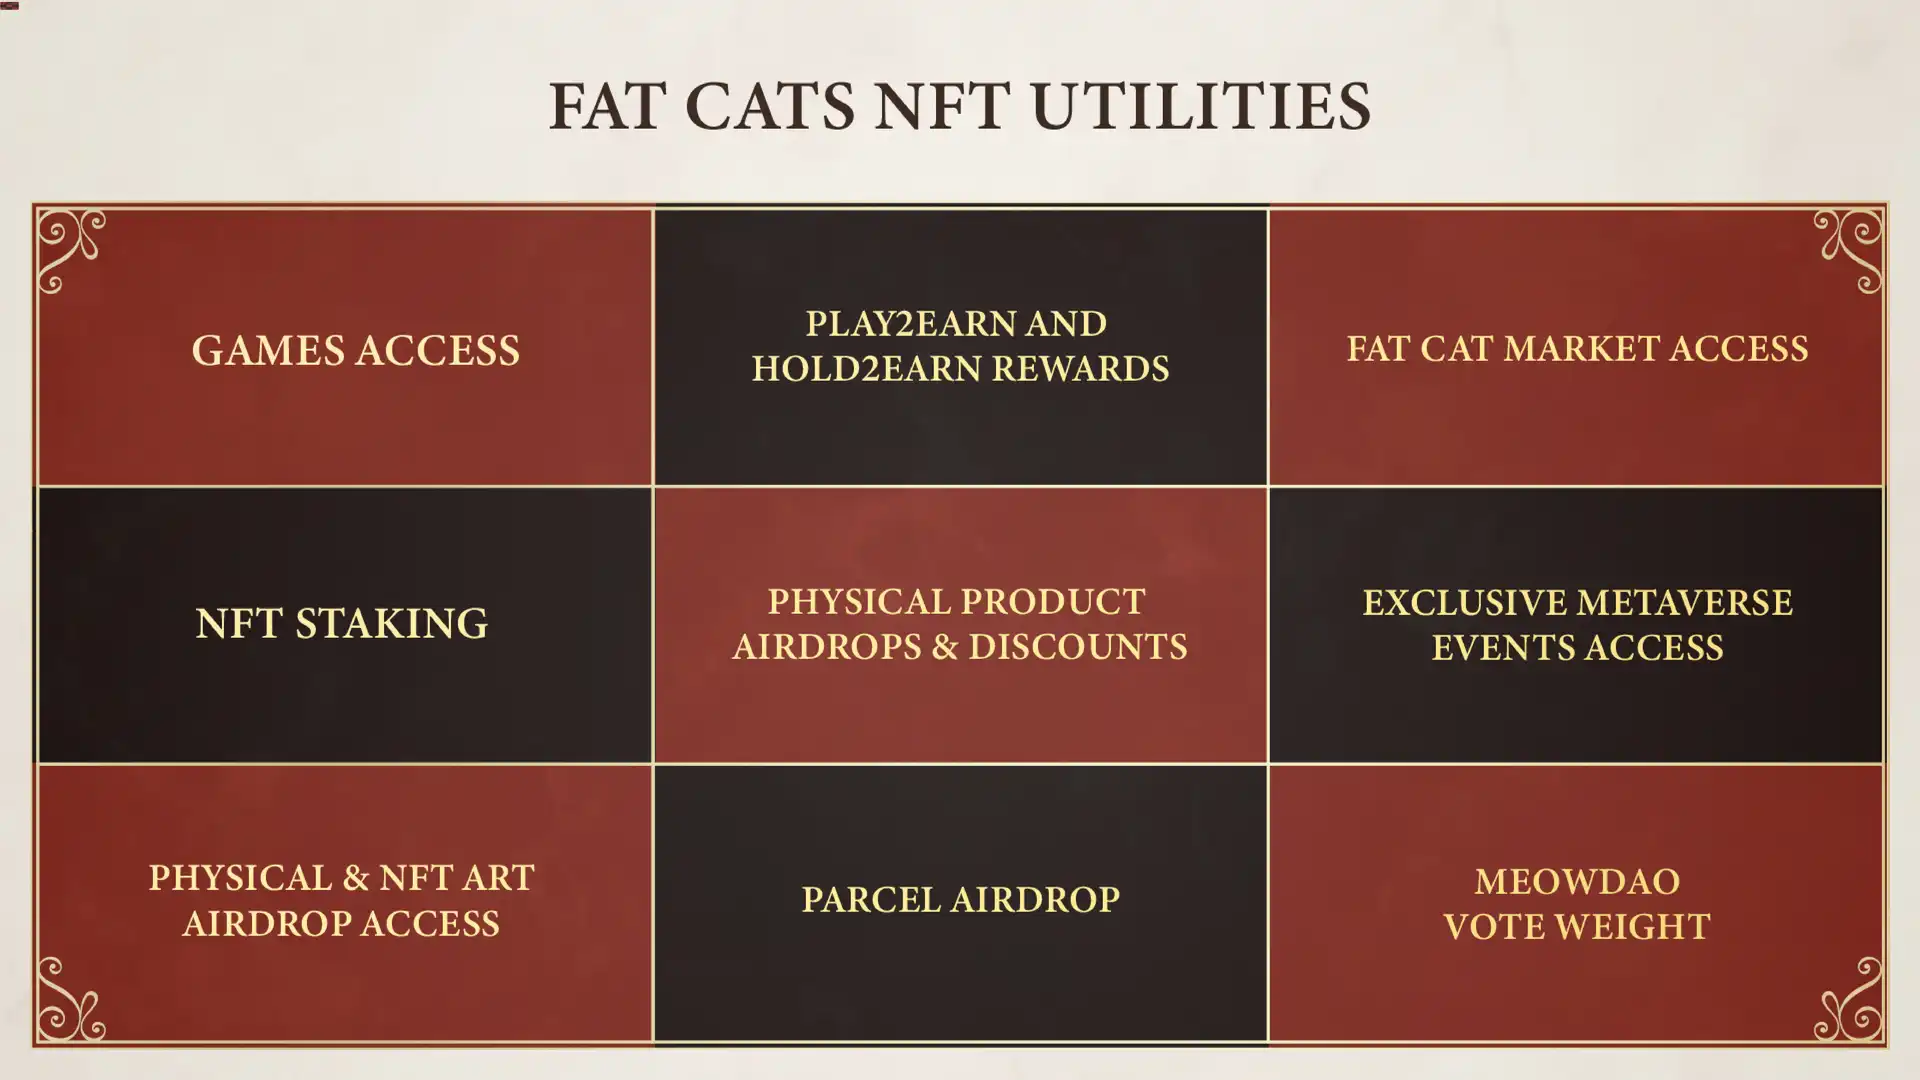 FAT CATS NFT UTILITIES
GAMES ACCESS
PLAY2EARN AND
HOLD2EARN REWARDS
FAT CAT MARKET ACCESS
NFT STAKING
PHYSICAL PRODUCT
AIRDROPS & DISCOUNTS
EXCLUSIVE METAVERSE
EVENTS ACCESS
PHYSICAL & NFT ART
AIRDROP ACCESS
PARCEL AIRDROP
MEOWDAO
VOTE WEIGHT